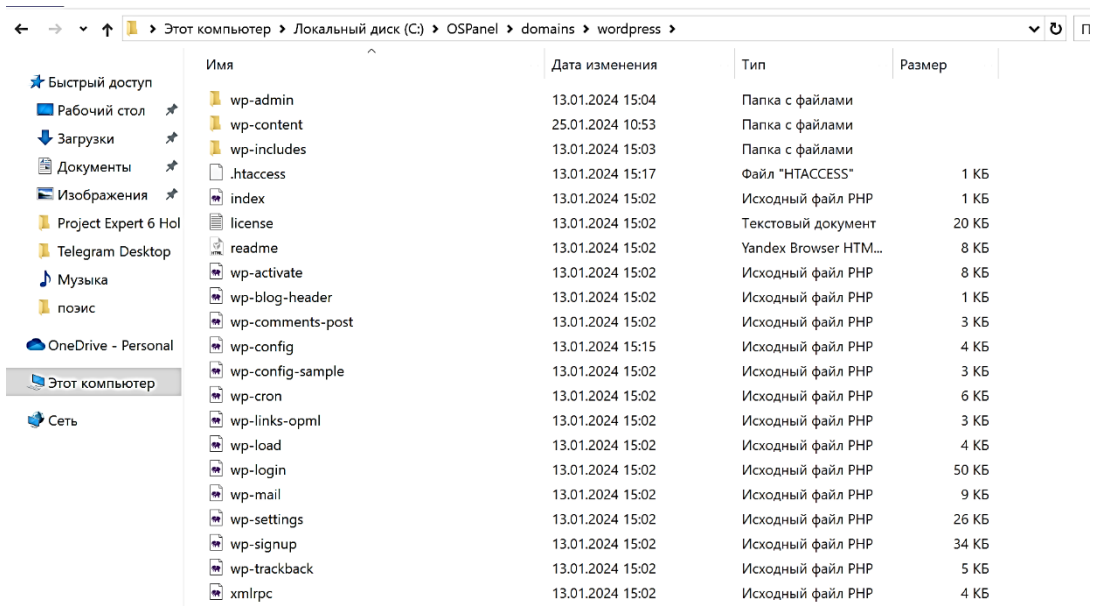 Этот компьютер > Локальный диск (C:) > OSPanel > domains > wordpress >
Имя Дата изменения Тип Размер
Быстрый доступ
Рабочий стол
Загрузки
Документы
Изображения
Project Expert 6 Hol
Telegram Desktop
Музыка
поэис
OneDrive - Personal
Этот компьютер
Сеть
wp-admin 13.01.2024 15:04 Папка с файлами
wp-content 25.01.2024 10:53 Папка с файлами
wp-includes 13.01.2024 15:03 Папка с файлами
.htaccess 13.01.2024 15:17 Файл "HTACCESS" 1 КБ
index 13.01.2024 15:02 Исходный файл PHP 1 КБ
license 13.01.2024 15:02 Текстовый документ 20 КБ
readme 13.01.2024 15:02 Yandex Browser HTM... 8 КБ
wp-activate 13.01.2024 15:02 Исходный файл PHP 8 КБ
wp-blog-header 13.01.2024 15:02 Исходный файл PHP 1 КБ
wp-comments-post 13.01.2024 15:02 Исходный файл PHP 3 КБ
wp-config 13.01.2024 15:15 Исходный файл PHP 4 КБ
wp-config-sample 13.01.2024 15:02 Исходный файл PHP 3 КБ
wp-cron 13.01.2024 15:02 Исходный файл PHP 6 КБ
wp-links-opml 13.01.2024 15:02 Исходный файл PHP 3 КБ
wp-load 13.01.2024 15:02 Исходный файл PHP 4 КБ
wp-login 13.01.2024 15:02 Исходный файл PHP 50 КБ
wp-mail 13.01.2024 15:02 Исходный файл PHP 9 КБ
wp-settings 13.01.2024 15:02 Исходный файл PHP 26 КБ
wp-signup 13.01.2024 15:02 Исходный файл PHP 34 КБ
wp-trackback 13.01.2024 15:02 Исходный файл PHP 5 КБ
xmlrpc 13.01.2024 15:02 Исходный файл PHP 4 КБ